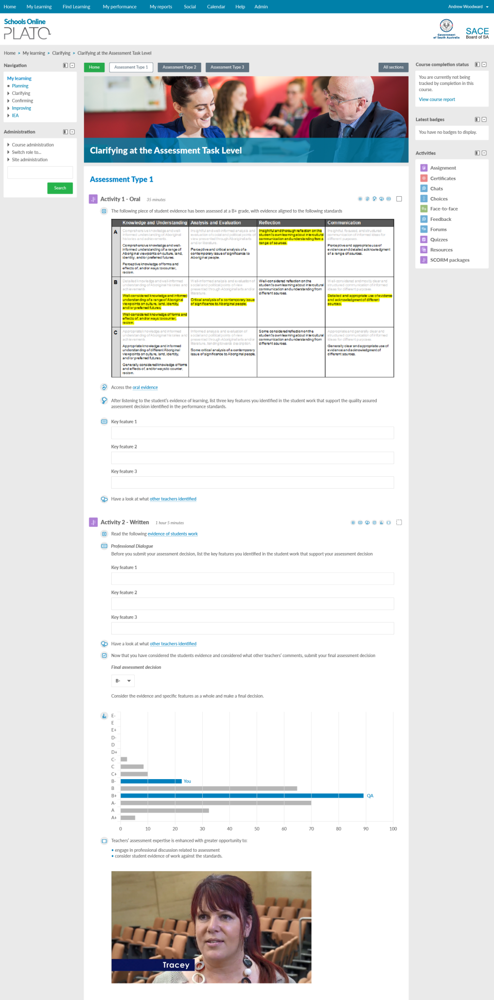 Home My Learning Find Learning My performance My reports Social Calendar Help Admin Andrew Woodward
Schools Online
PLATO
Government
of South Australia
SACE
Board of SA
Home > My learning > Clarifying > Clarifying at the Assessment Task Level
Navigation
My learning
Planning
Clarifying
Confirming
Improving
IEA
Administration
Course administration
Switch role to...
Site administration
Search
Home Assessment Type 1 Assessment Type 2 Assessment Type 3 All sections
Clarifying at the Assessment Task Level
Course completion status
You are currently not being
tracked by completion in this
course.
View course report
Latest badges
You have no badges to display.
Activities
Assignment
Certificates
Chats
Choices
Face-to-face
Feedback
Forums
Quizzes
Resources
SCORM packages
Assessment Type 1
Activity 1 - Oral 35 minutes
The following piece of student evidence has been assessed at a B+ grade, with evidence aligned to the following standards
Knowledge and Understanding Analysis and Evaluation Reflection Communication
A
Comprehensive knowledge and well-
informed understanding of Aboriginal
histories and achievements.
Comprehensive knowledge and well-
informed understanding of a range of
Aboriginal viewpoints on culture, land,
identity, and/or preferred futures.
Perceptive knowledge of forms and
effects of, and/or ways to counter,
racism.
Insightful and well-informed analysis and
evaluation of social and political points of
view presented through Aboriginal arts
and/or literature.
Perceptive and critical analysis of a
contemporary issue of significance to
Aboriginal people.
Insightful and thorough reflection on the
student's own learning about intercultural
communication and understanding from a
range of sources.
Insightful, focused, and structured
communication of informed ideas for
different purposes.
Perceptive and appropriate use of
evidence and detailed acknowledgment
of a range of sources.
B
Detailed knowledge and well-informed
understanding of Aboriginal histories and
achievements.
Well-considered knowledge and informed
understanding of a range of Aboriginal
viewpoints on culture, land, identity,
and/or preferred futures.
Well-considered knowledge of forms and
effects of, and/or ways to counter,
racism.
Well-informed analysis and evaluation of
social and political points of view
presented through Aboriginal arts and/or
literature.
Critical analysis of a contemporary issue
of significance to Aboriginal people.
Well-considered reflection on the
student's own learning about intercultural
communication and understanding from
different sources.
Well-considered and mostly clear and
structured communication of informed
ideas for different purposes.
Detailed and appropriate use of evidence
and acknowledgment of different
sources.
C
Appropriate knowledge and informed
understanding of Aboriginal histories and
achievements.
Appropriate knowledge and informed
understanding of different Aboriginal
viewpoints on culture, land, identity,
and/or preferred futures.
Generally considered knowledge of forms
and effects of, and/or ways to counter,
racism.
Informed analysis and evaluation of
social and political points of view
presented through Aboriginal arts and/or
literature, tending towards description.
Some critical analysis of a contemporary
issue of significance to Aboriginal people.
Some considered reflection on the
student's own learning about intercultural
communication and understanding from
different sources.
Appropriate and generally clear and
structured communication of informed
ideas for different purposes.
Generally clear and appropriate use of
evidence and acknowledgment of
different sources.
Access the oral evidence
After listening to the student's evidence of learning, list three key features you identified in the student work that support the quality assured
assessment decision identified in the performance standards.
Key feature 1
Key feature 2
Key feature 3
Have a look at what other teachers identified
Activity 2 - Written 1 hour 5 minutes
Read the following evidence of students work
Professional Dialogue
Before you submit your assessment decision, list the key features you identified in the student work that support your assessment decision
Key feature 1
Key feature 2
Key feature 3
Have a look at what other teachers identified
Now that you have considered the students evidence and considered what other teachers' comments, submit your final assessment decision
Final assessment decision
B-
Consider the evidence and specific features as a whole and make a final decision.
E-
E
E+
D-
D
D+
C-
C
C+
B- You
B
B+ QA
A-
A
A+
0 10 20 30 40 50 60 70 80 90 100
Teachers' assessment expertise is enhanced with greater opportunity to:
• engage in professional discussion related to assessment
• consider student evidence of work against the standards.
Tracey